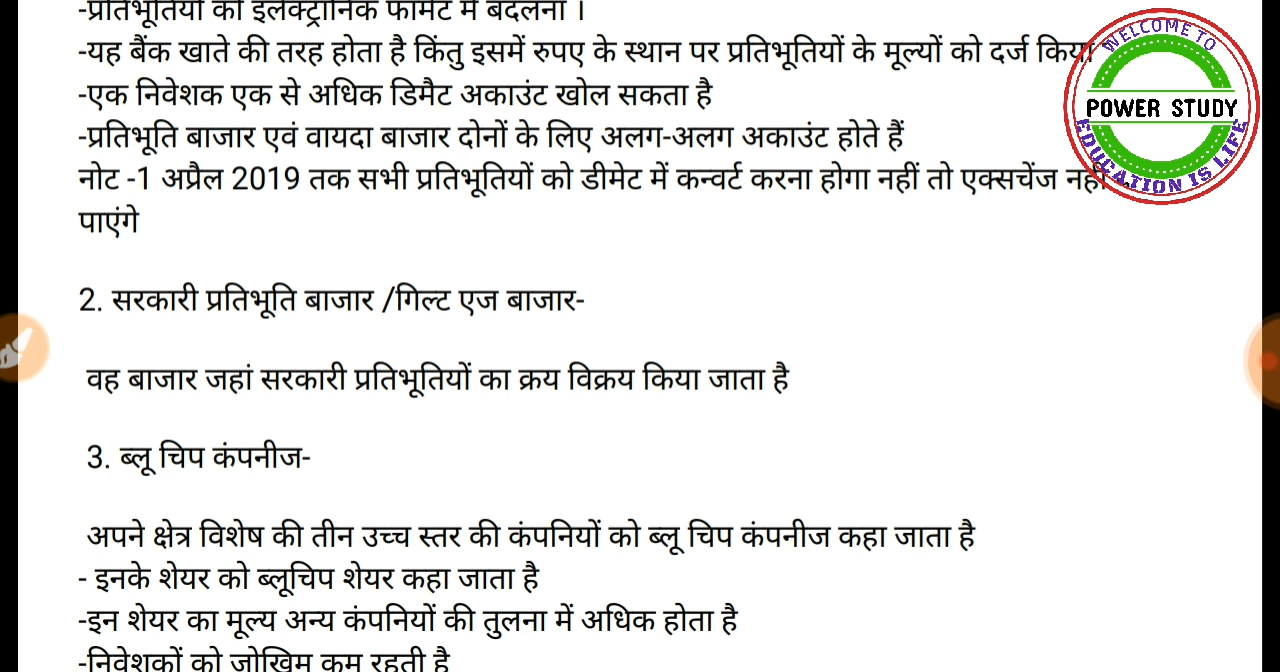 -प्रतिभूतियों को इलेक्ट्रॉनिक फॉर्मेट में बदलना ।
-यह बैंक खाते की तरह होता है किंतु इसमें रुपए के स्थान पर प्रतिभूतियों के मूल्यों को दर्ज किया
-एक निवेशक एक से अधिक डिमैट अकाउंट खोल सकता है
-प्रतिभूति बाजार एवं वायदा बाजार दोनों के लिए अलग-अलग अकाउंट होते हैं
नोट -1 अप्रैल 2019 तक सभी प्रतिभूतियों को डीमेट में कन्वर्ट करना होगा नहीं तो एक्सचेंज नहीं
पाएंगे
2. सरकारी प्रतिभूति बाजार /गिल्ट एज बाजार-
वह बाजार जहां सरकारी प्रतिभूतियों का क्रय विक्रय किया जाता है
3. ब्लू चिप कंपनीज-
अपने क्षेत्र विशेष की तीन उच्च स्तर की कंपनियों को ब्लू चिप कंपनीज कहा जाता है
- इनके शेयर को ब्लूचिप शेयर कहा जाता है
-इन शेयर का मूल्य अन्य कंपनियों की तुलना में अधिक होता है
-निवेशकों को जोखिम कम रहती है
WELCOME TO
POWER STUDY
EDUCATION IS LIFE